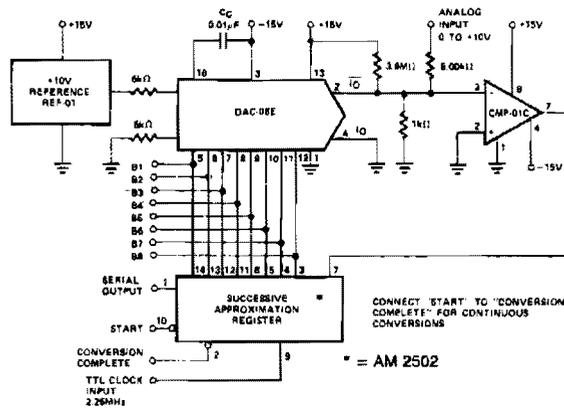 +15V
CC
0.01µF
-15V
+15V
ANALOG
INPUT
0 TO +10V
+15V
+10V
REFERENCE
REF-01
5kΩ
16
3
13
3.9MΩ
5.00kΩ
DAC-08E
2
IO
4
IO
1kΩ
3
2
CMP-01C
8
7
4
1
-15V
5kΩ
5 6 7 8 9 10 11 12 1
B1
B2
B3
B4
B5
B6
B7
B8
14 13 12 11 6 5 4 3 7
SERIAL
OUTPUT
1
SUCCESSIVE
APPROXIMATION
REGISTER
*
START
10
CONVERSION
COMPLETE
2
9
TTL CLOCK
INPUT
2.25MHz
CONNECT "START" TO "CONVERSION
COMPLETE" FOR CONTINUOUS
CONVERSIONS
* = AM 2502